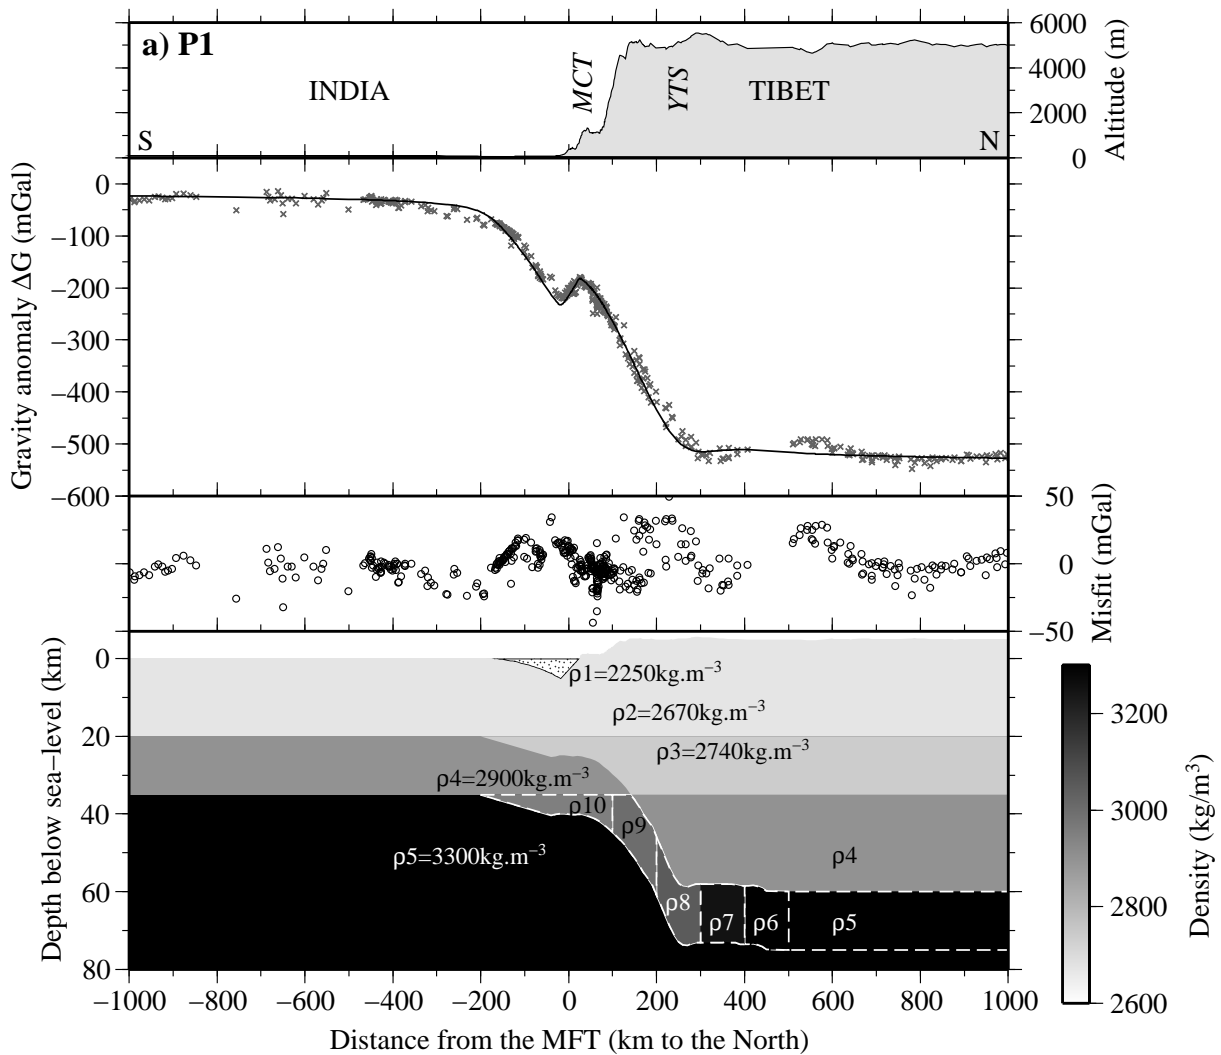 a) P1
MCT
YTS
INDIA
TIBET
S
N
6000
4000
2000
0
Altitude (m)
0
−100
−200
−300
−400
−500
−600
Gravity anomaly ΔG (mGal)
50
0
−50
Misfit (mGal)
0
20
40
60
80
Depth below sea−level (km)
ρ1=2250kg.m−3
ρ2=2670kg.m−3
ρ3=2740kg.m−3
ρ4=2900kg.m−3
ρ10
ρ9
ρ5=3300kg.m−3
ρ4
ρ8
ρ7
ρ6
ρ5
3200
3000
2800
2600
Density (kg/m3)
−1000 −800 −600 −400 −200 0 200 400 600 800 1000
Distance from the MFT (km to the North)